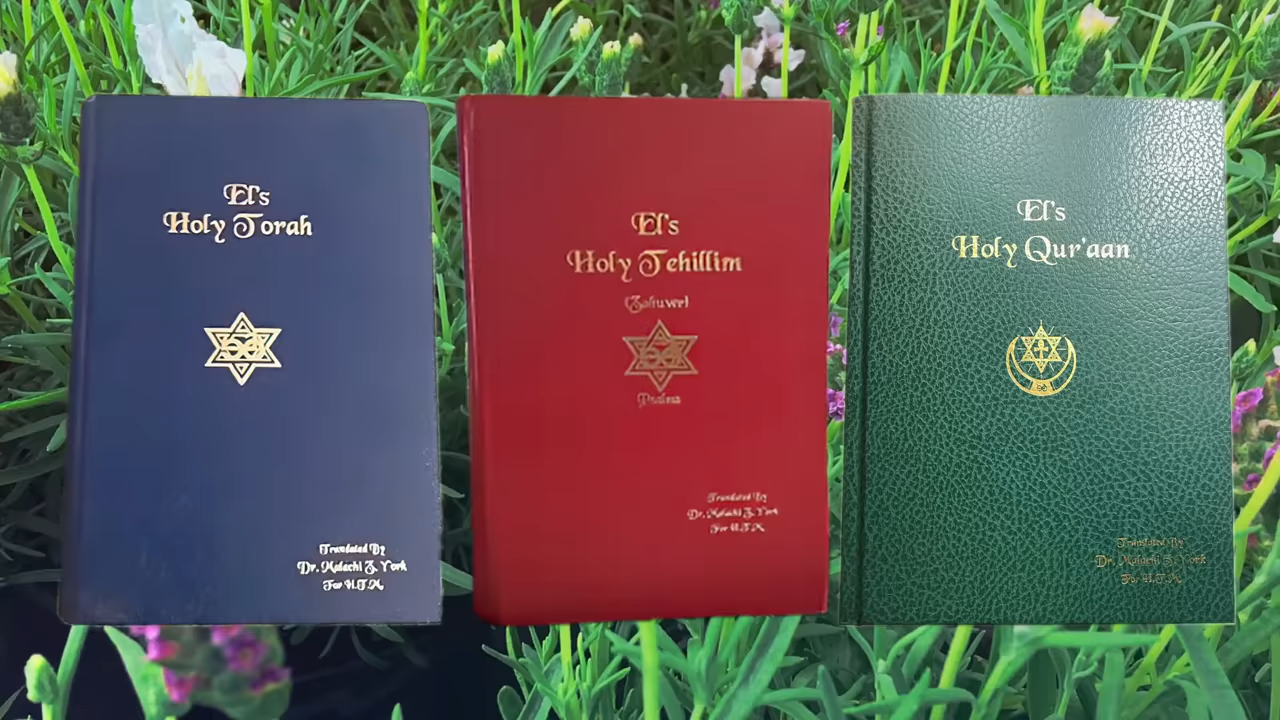 El's
Holy Torah
Translated By
Dr. Malachi Z. York
For H.T.M.
El's
Holy Tehillim
Psalms
Translated By
Dr. Malachi Z. York
For H.T.M.
El's
Holy Qur'aan
Translated By
Dr. Malachi Z. York
For H.T.M.